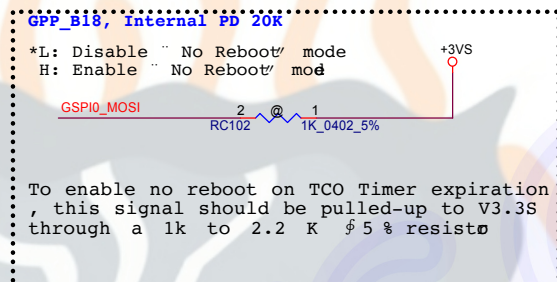 GPP_B18, Internal PD 20K
*L: Disable ¨ No Reboot〃 mode
H: Enable ¨ No Reboot〃 mode
+3VS
GSPI0_MOSI
2 @ 1
RC102 1K_0402_5%
To enable no reboot on TCO Timer expiration
, this signal should be pulled-up to V3.3S
through a 1k to 2.2 K ∮5 % resistor